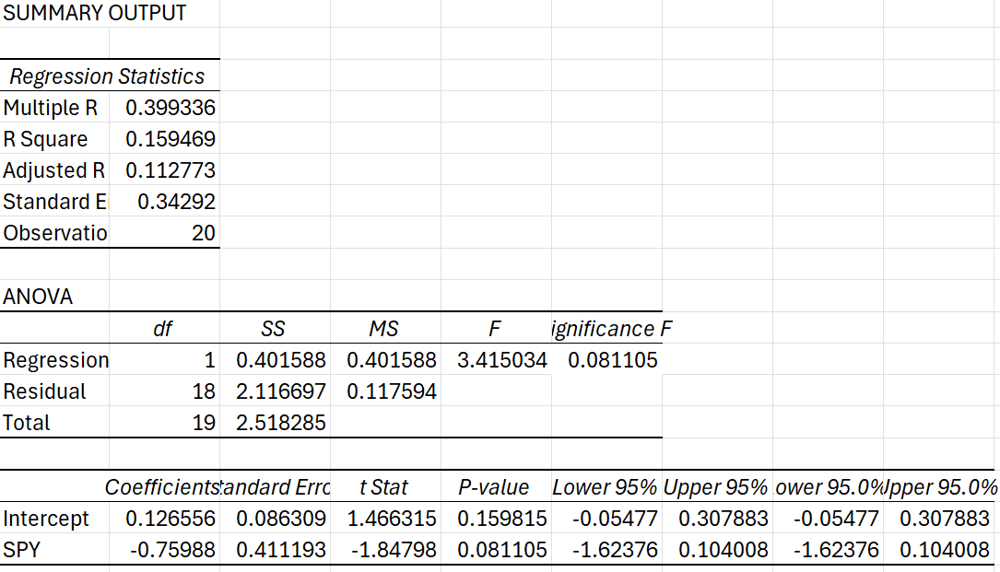 SUMMARY OUTPUT
Regression Statistics
Multiple R 0.399336
R Square 0.159469
Adjusted R 0.112773
Standard E 0.34292
Observatio 20
ANOVA
df SS MS F ignificance F
Regression 1 0.401588 0.401588 3.415034 0.081105
Residual 18 2.116697 0.117594
Total 19 2.518285
Coefficients tandard Erro t Stat P-value Lower 95% Upper 95% ower 95.0% Upper 95.0%
Intercept 0.126556 0.086309 1.466315 0.159815 -0.05477 0.307883 -0.05477 0.307883
SPY -0.75988 0.411193 -1.84798 0.081105 -1.62376 0.104008 -1.62376 0.104008